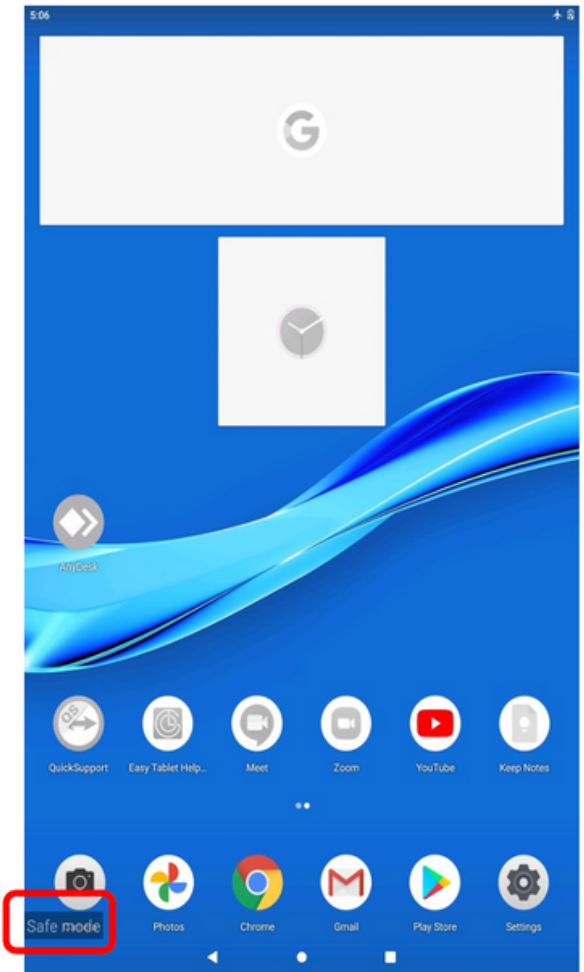 5:06
AnyDesk
QS
QuickSupport
Easy Tablet Help...
Meet
Zoom
YouTube
Keep Notes
Safe mode
Photos
Chrome
Gmail
Play Store
Settings